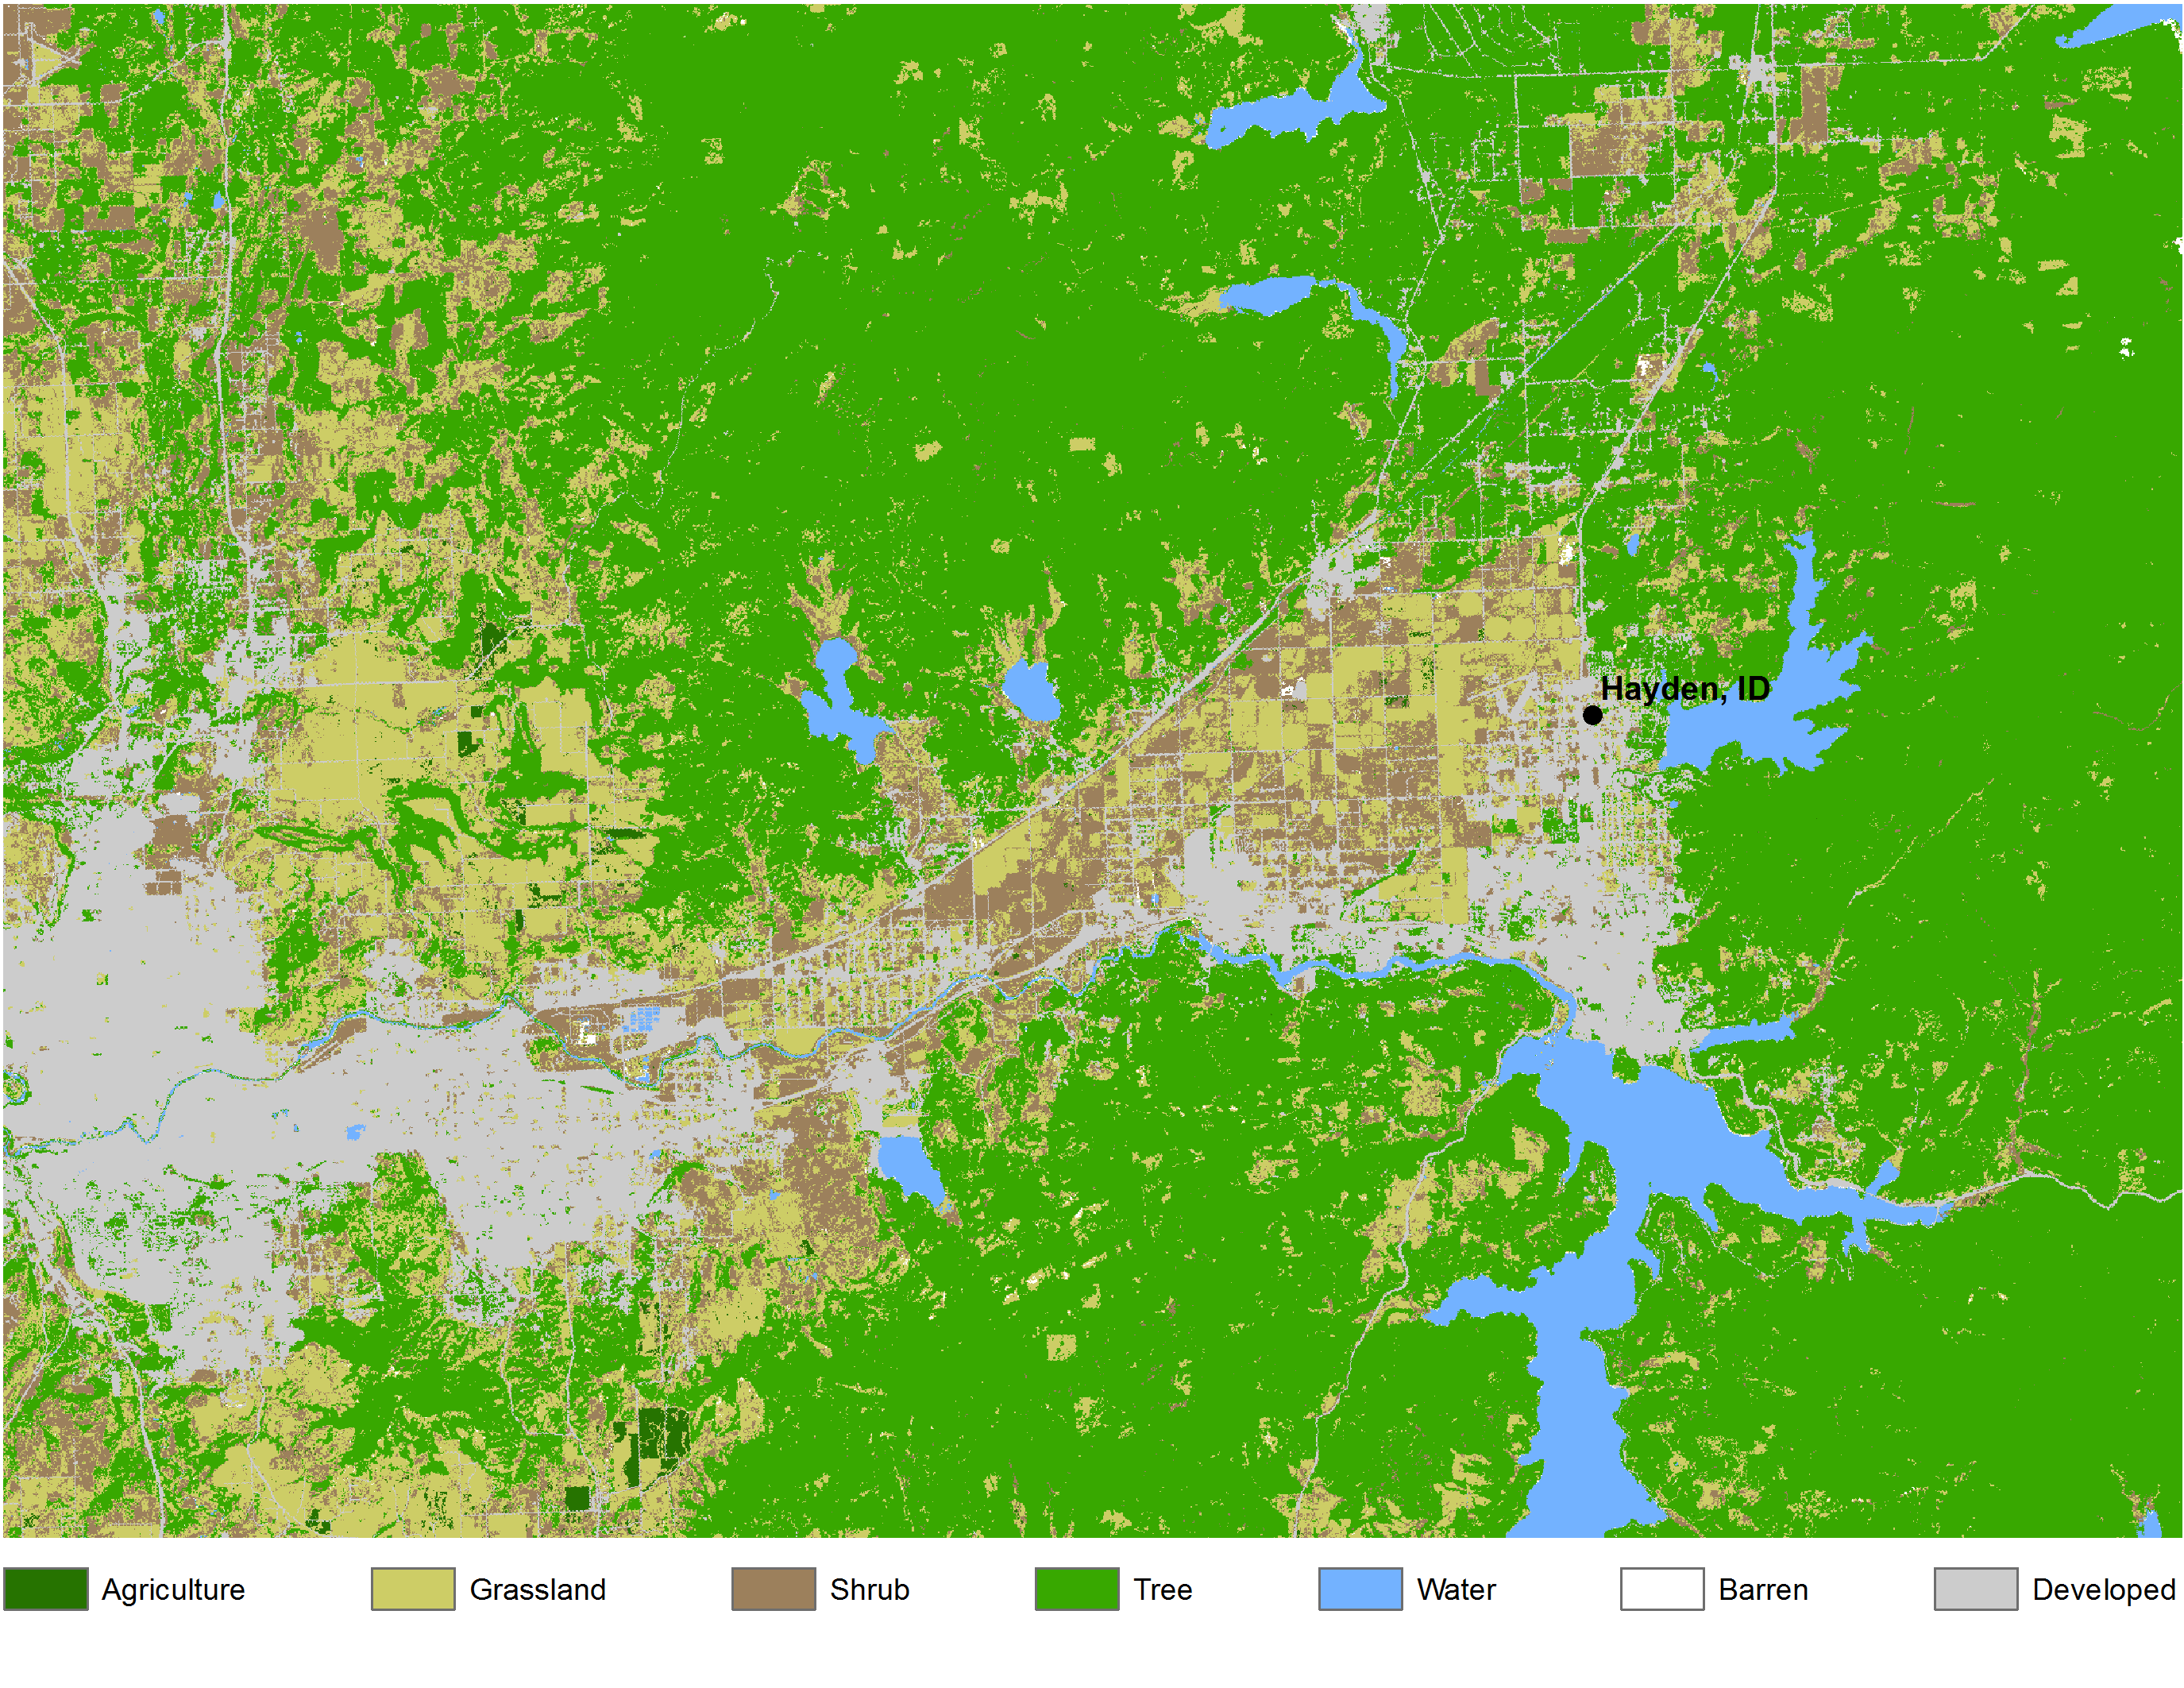 Hayden, ID
Agriculture
Grassland
Shrub
Tree
Water
Barren
Developed